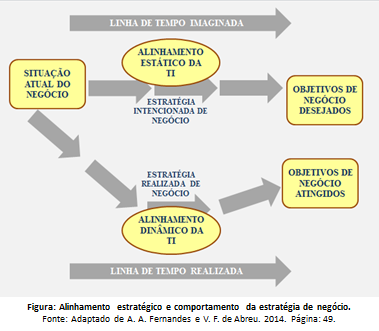 LINHA DE TEMPO IMAGINADA
SITUAÇÃO
ATUAL DO
NEGÓCIO
ALINHAMENTO
ESTÁTICO DA
TI
ESTRATÉGIA
INTENCIONADA DE
NEGÓCIO
OBJETIVOS DE
NEGÓCIO
DESEJADOS
ESTRATÉGIA
REALIZADA DE
NEGÓCIO
ALINHAMENTO
DINÂMICO DA
TI
OBJETIVOS DE
NEGÓCIO
ATINGIDOS
LINHA DE TEMPO REALIZADA
Figura: Alinhamento estratégico e comportamento da estratégia de negócio.
Fonte: Adaptado de A. A. Fernandes e V. F. de Abreu. 2014. Página: 49.